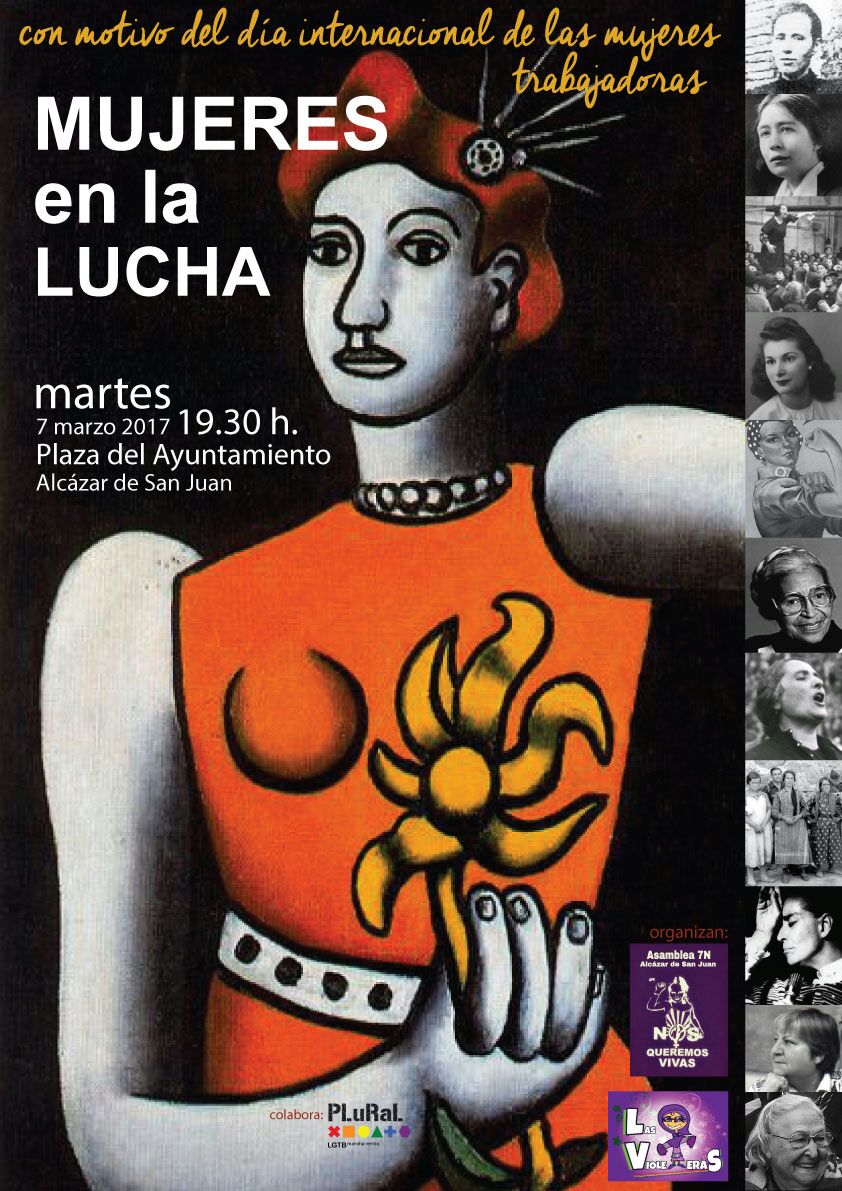 con motivo del día internacional de las mujeres
trabajadoras
MUJERES
en la
LUCHA
martes
7 marzo 2017 19.30 h.
Plaza del Ayuntamiento
Alcázar de San Juan
organizan:
Asamblea 7N
Alcázar de San Juan
NOS
QUEREMOS
VIVAS
colabora: PLuRaL
LGTB mancha centro
LAS
VIOLETERAS